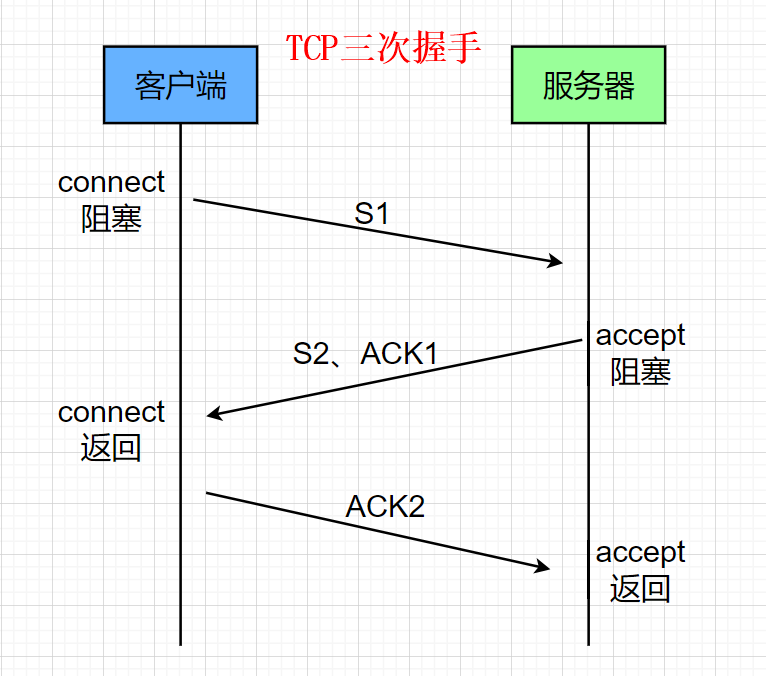 TCP三次握手
客户端
服务器
connect
阻塞
S1
accept
阻塞
S2、ACK1
connect
返回
ACK2
accept
返回